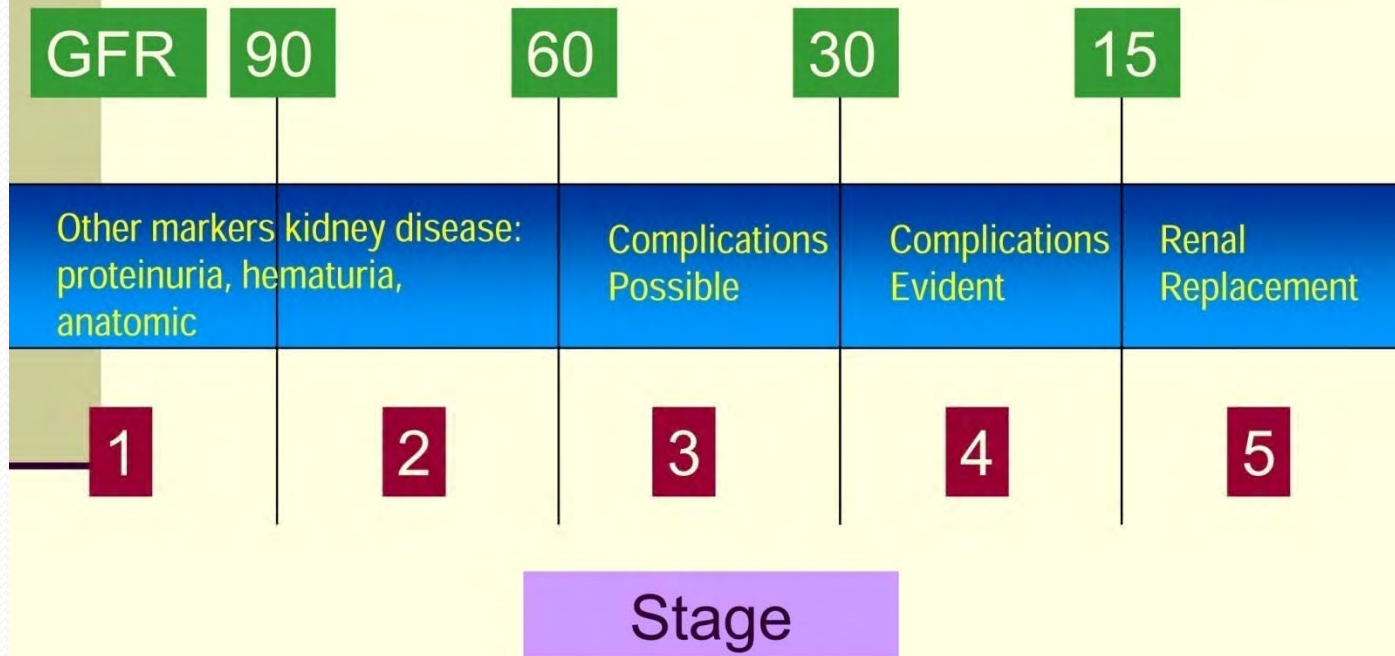 GFR 90 60 30 15
Other markers kidney disease:
proteinuria, hematuria,
anatomic
Complications
Possible
Complications
Evident
Renal
Replacement
1 2 3 4 5
Stage